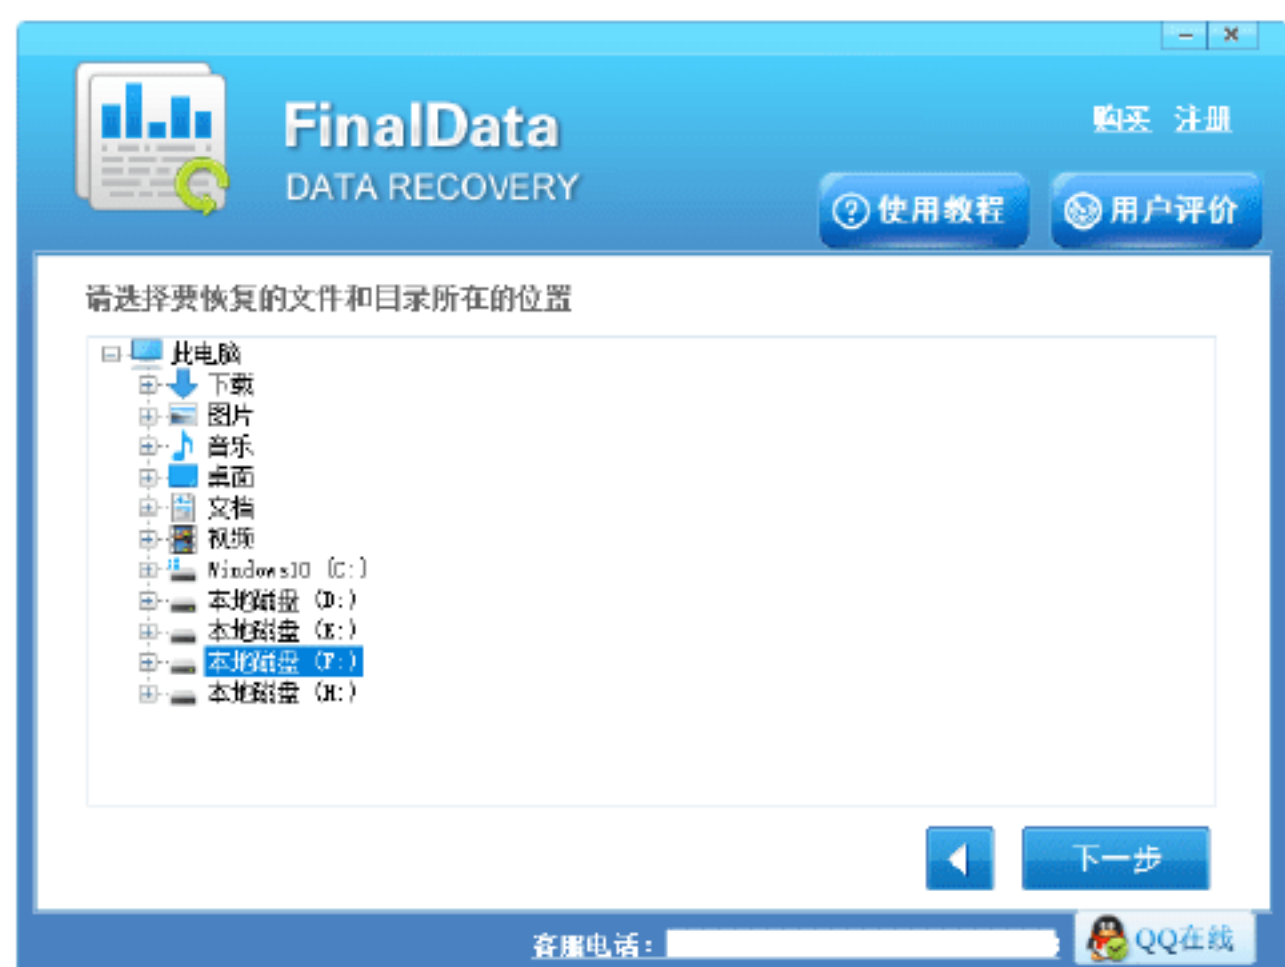 FinalData
DATA RECOVERY
购买 注册
使用教程 用户评价
请选择要恢复的文件和目录所在的位置
此电脑
下载
图片
音乐
桌面
文档
视频
Windows10 (C:)
本地磁盘 (D:)
本地磁盘 (E:)
本地磁盘 (F:)
本地磁盘 (H:)
下一步
客服电话：
QQ在线